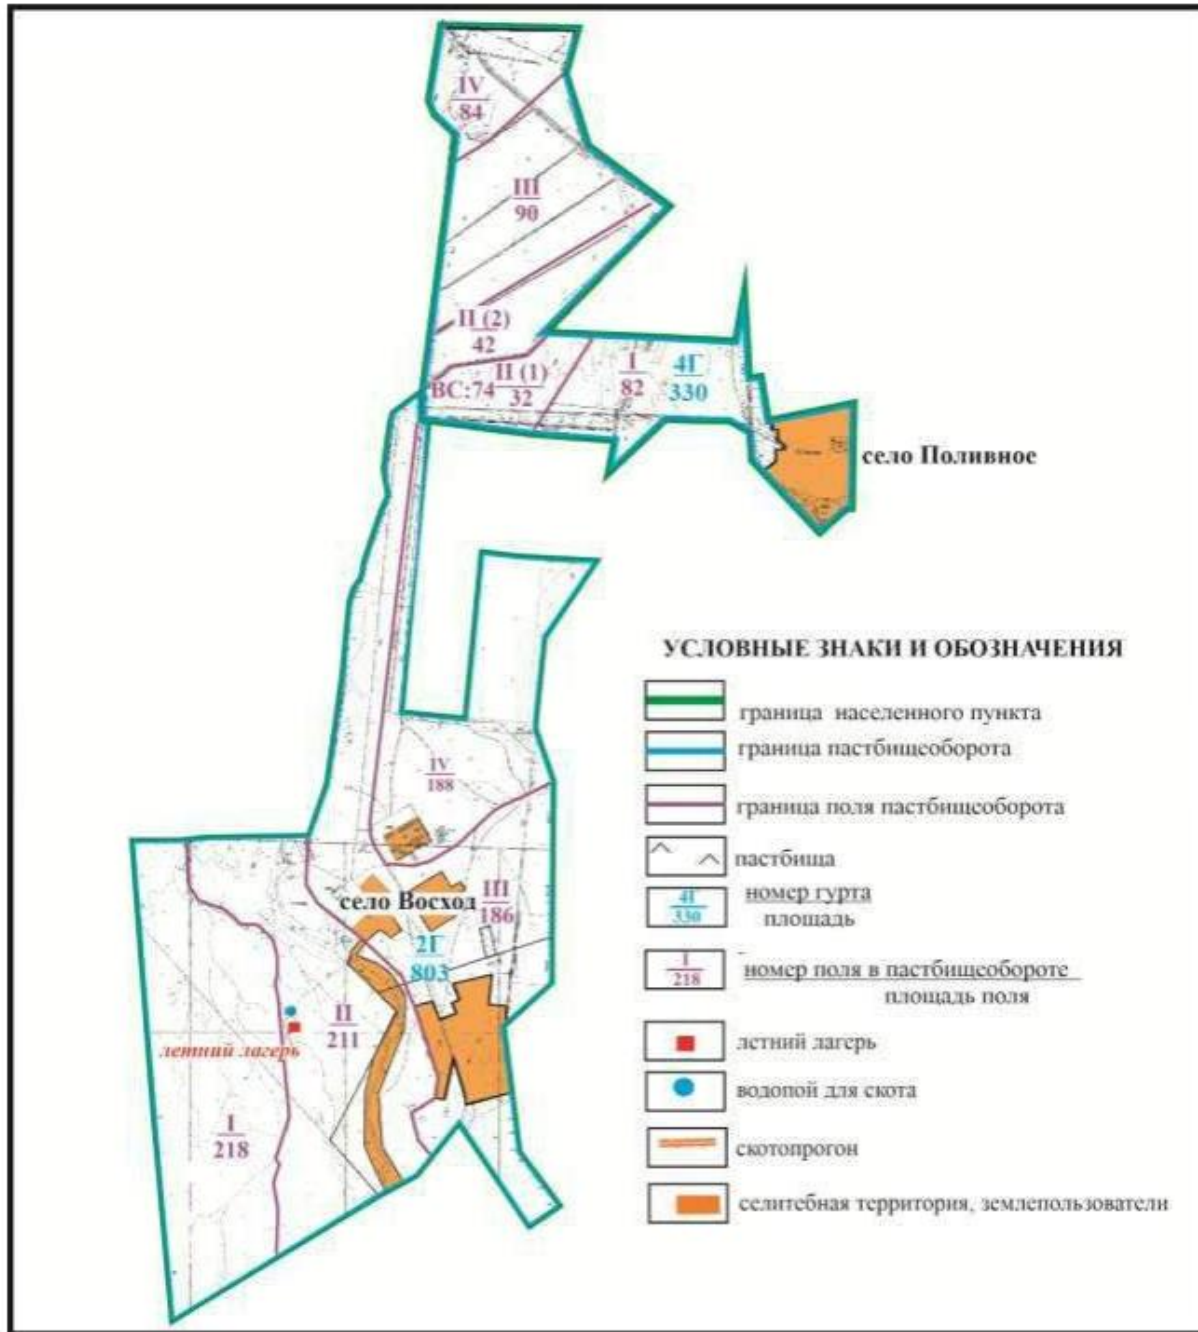 IV
84
III
90
II (2)
42
ВС:74
II (1)
32
I
82
4Г
330
село Поливное
IV
188
село Восход
III
186
2Г
803
II
211
летний лагерь
I
218
УСЛОВНЫЕ ЗНАКИ И ОБОЗНАЧЕНИЯ
граница населенного пункта
граница пастбищеоборота
граница поля пастбищеоборота
пастбища
4Г
330
номер гурта
площадь
I
218
номер поля в пастбищеобороте
площадь поля
летний лагерь
водопой для скота
скотопрогон
селитебная территория, землепользователи